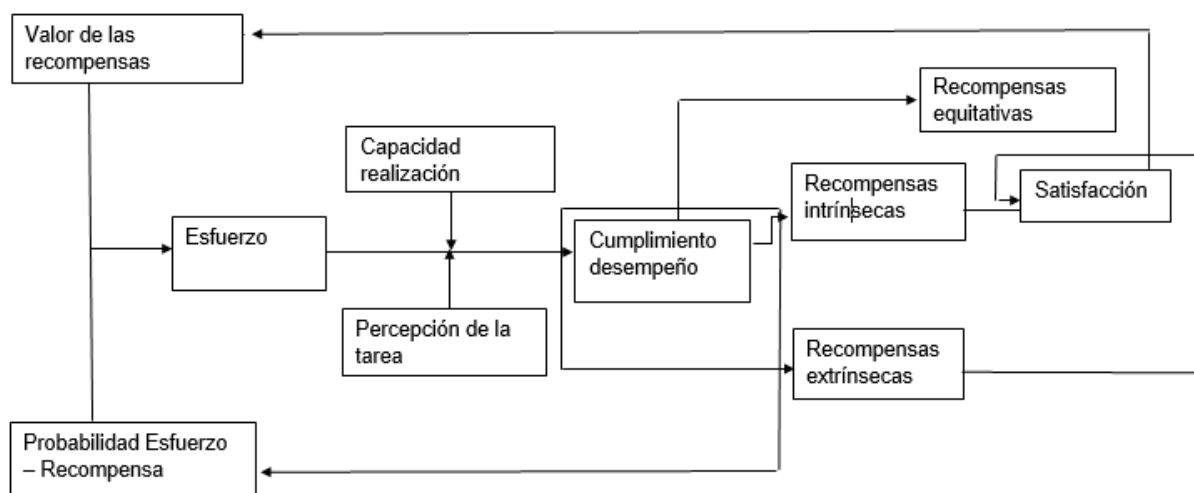 Valor de las
recompensas
Recompensas
equitativas
Capacidad
realización
Recompensas
intrínsecas
Satisfacción
Esfuerzo
Cumplimiento
desempeño
Percepción de la
tarea
Recompensas
extrínsecas
Probabilidad Esfuerzo
– Recompensa